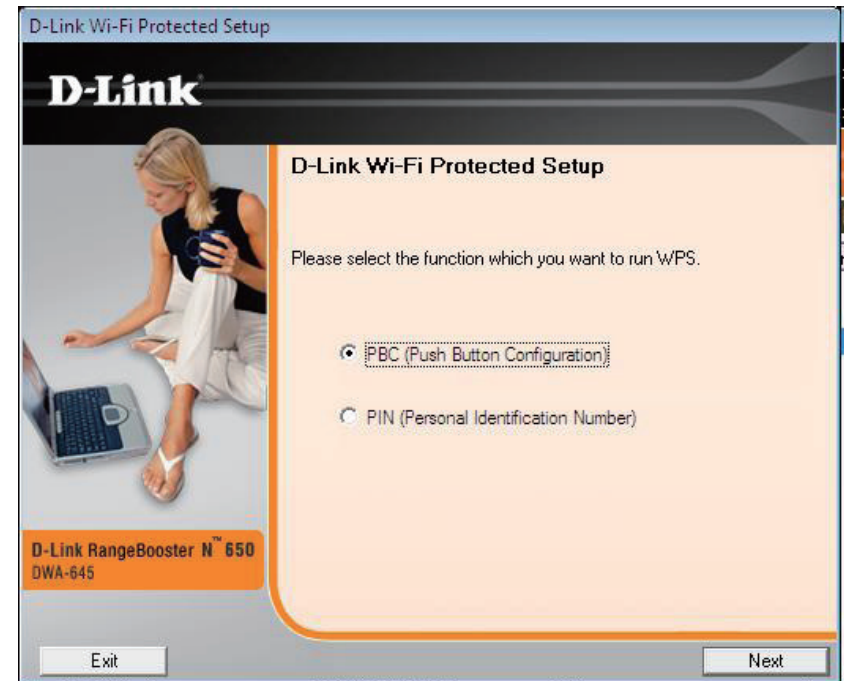 D-Link Wi-Fi Protected Setup
D-Link
D-Link Wi-Fi Protected Setup
Please select the function which you want to run WPS.
PBC (Push Button Configuration)
PIN (Personal Identification Number)
D-Link RangeBooster N™ 650
DWA-645
Exit
Next